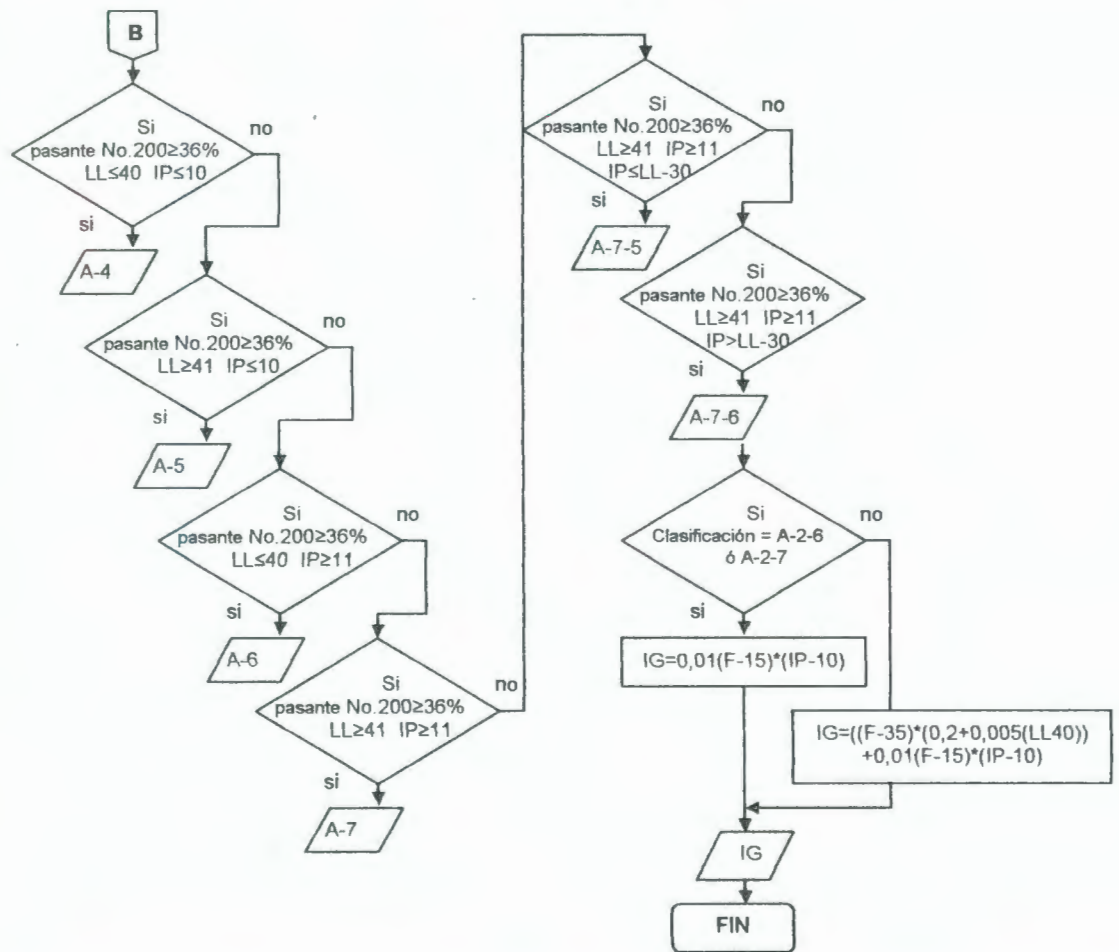 B
Si
pasante No.200≥36%
LL≤40 IP≤10
no
si
A-4
Si
pasante No.200≥36%
LL≥41 IP≤10
no
si
A-5
Si
pasante No.200≥36%
LL≤40 IP≥11
no
si
A-6
Si
pasante No.200≥36%
LL≥41 IP≥11
no
si
A-7
Si
pasante No.200≥36%
LL≥41 IP≥11
IP≤LL-30
no
si
A-7-5
Si
pasante No.200≥36%
LL≥41 IP≥11
IP>LL-30
si
A-7-6
Si
Clasificación = A-2-6
ó A-2-7
no
si
IG=0,01(F-15)*(IP-10)
IG=((F-35)*(0,2+0,005(LL40))
+0,01(F-15)*(IP-10)
IG
FIN